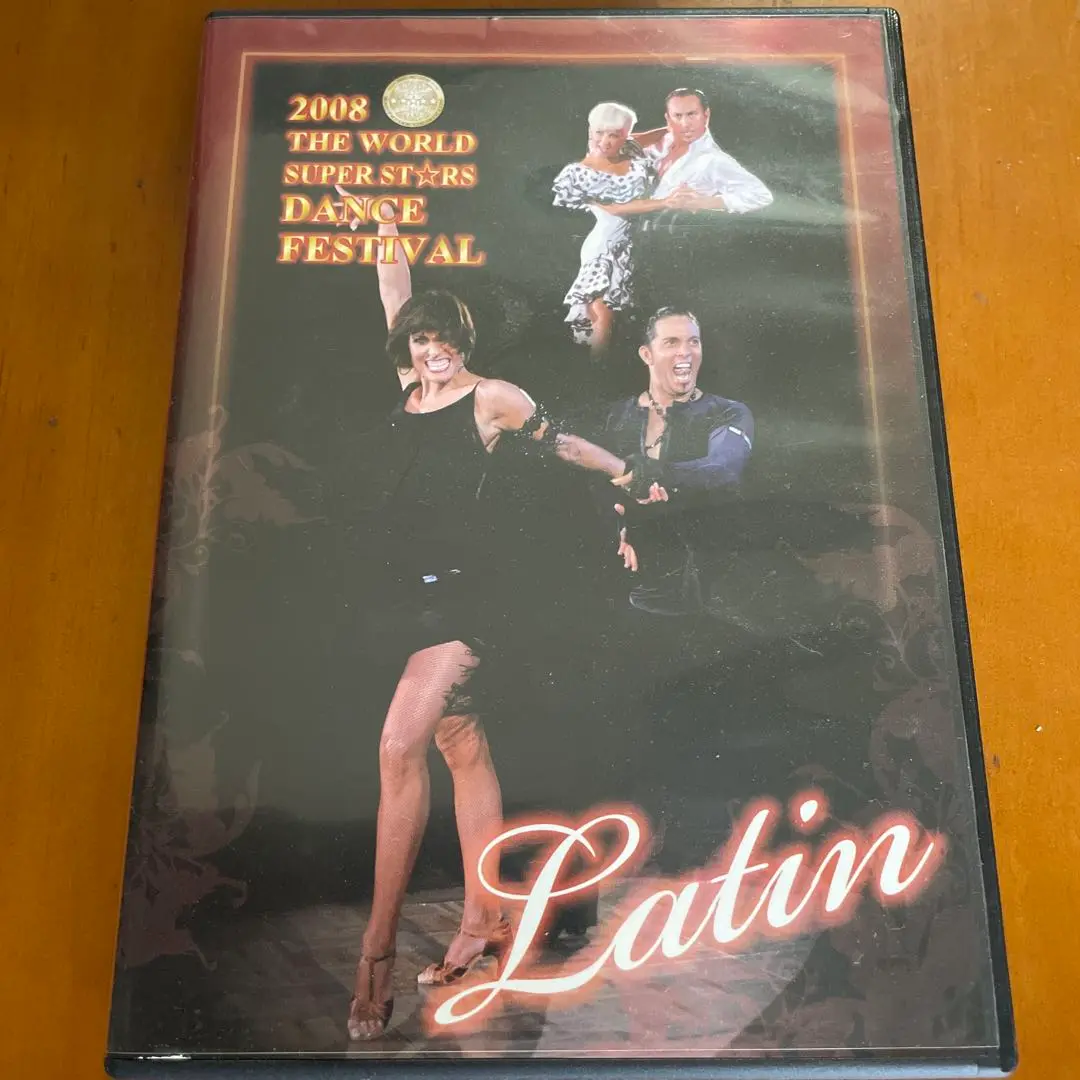 2008
THE WORLD
SUPER ST☆RS
DANCE
FESTIVAL
Latin